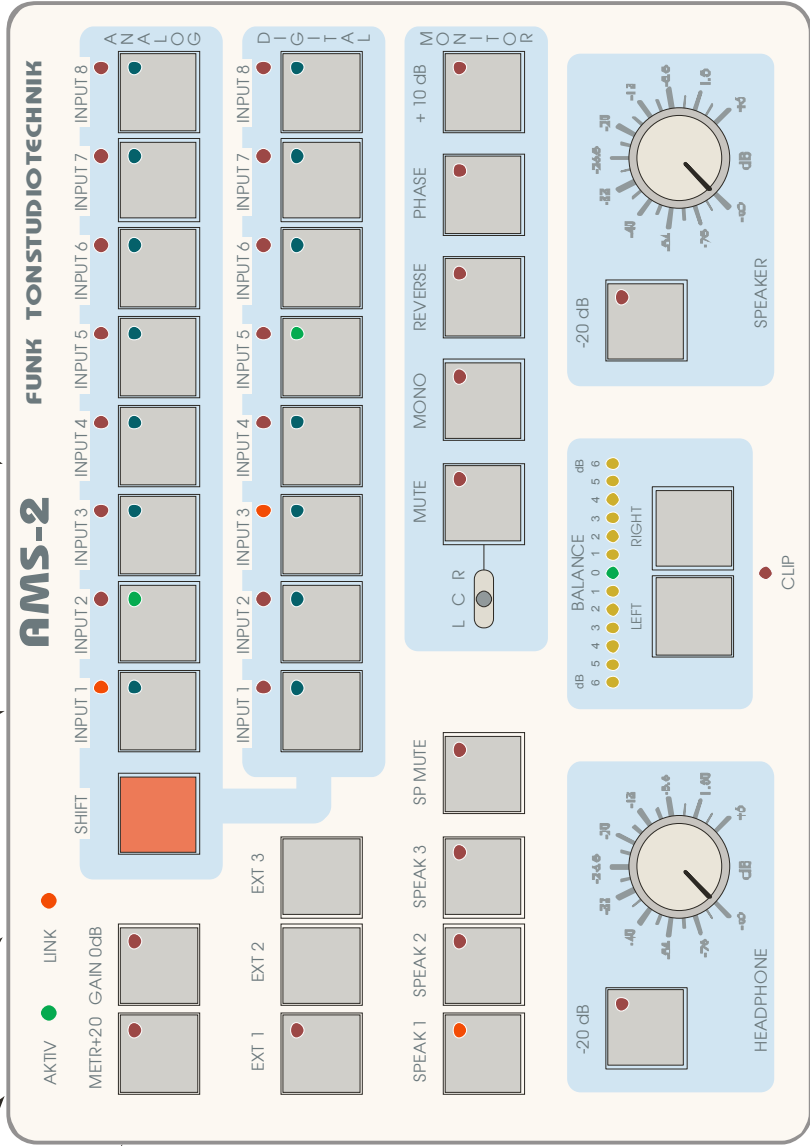 AMS-2 FUNK TONSTUDIOTECHNIK
AKTIV LINK
METR+20 GAIN 0dB SHIFT INPUT 1 INPUT 2 INPUT 3 INPUT 4 INPUT 5 INPUT 6 INPUT 7 INPUT 8 ANALOG
EXT 1 EXT 2 EXT 3 INPUT 1 INPUT 2 INPUT 3 INPUT 4 INPUT 5 INPUT 6 INPUT 7 INPUT 8 DIGITAL
SPEAK 1 SPEAK 2 SPEAK 3 SP MUTE MUTE MONO REVERSE PHASE + 10 dB MONITOR
L C R
-20 dB
-12
dB
HEADPHONE
BALANCE
dB 6 5 4 3 2 1 0 1 2 3 4 5 6 dB
LEFT RIGHT
CLIP
-20 dB
-12
dB
SPEAKER